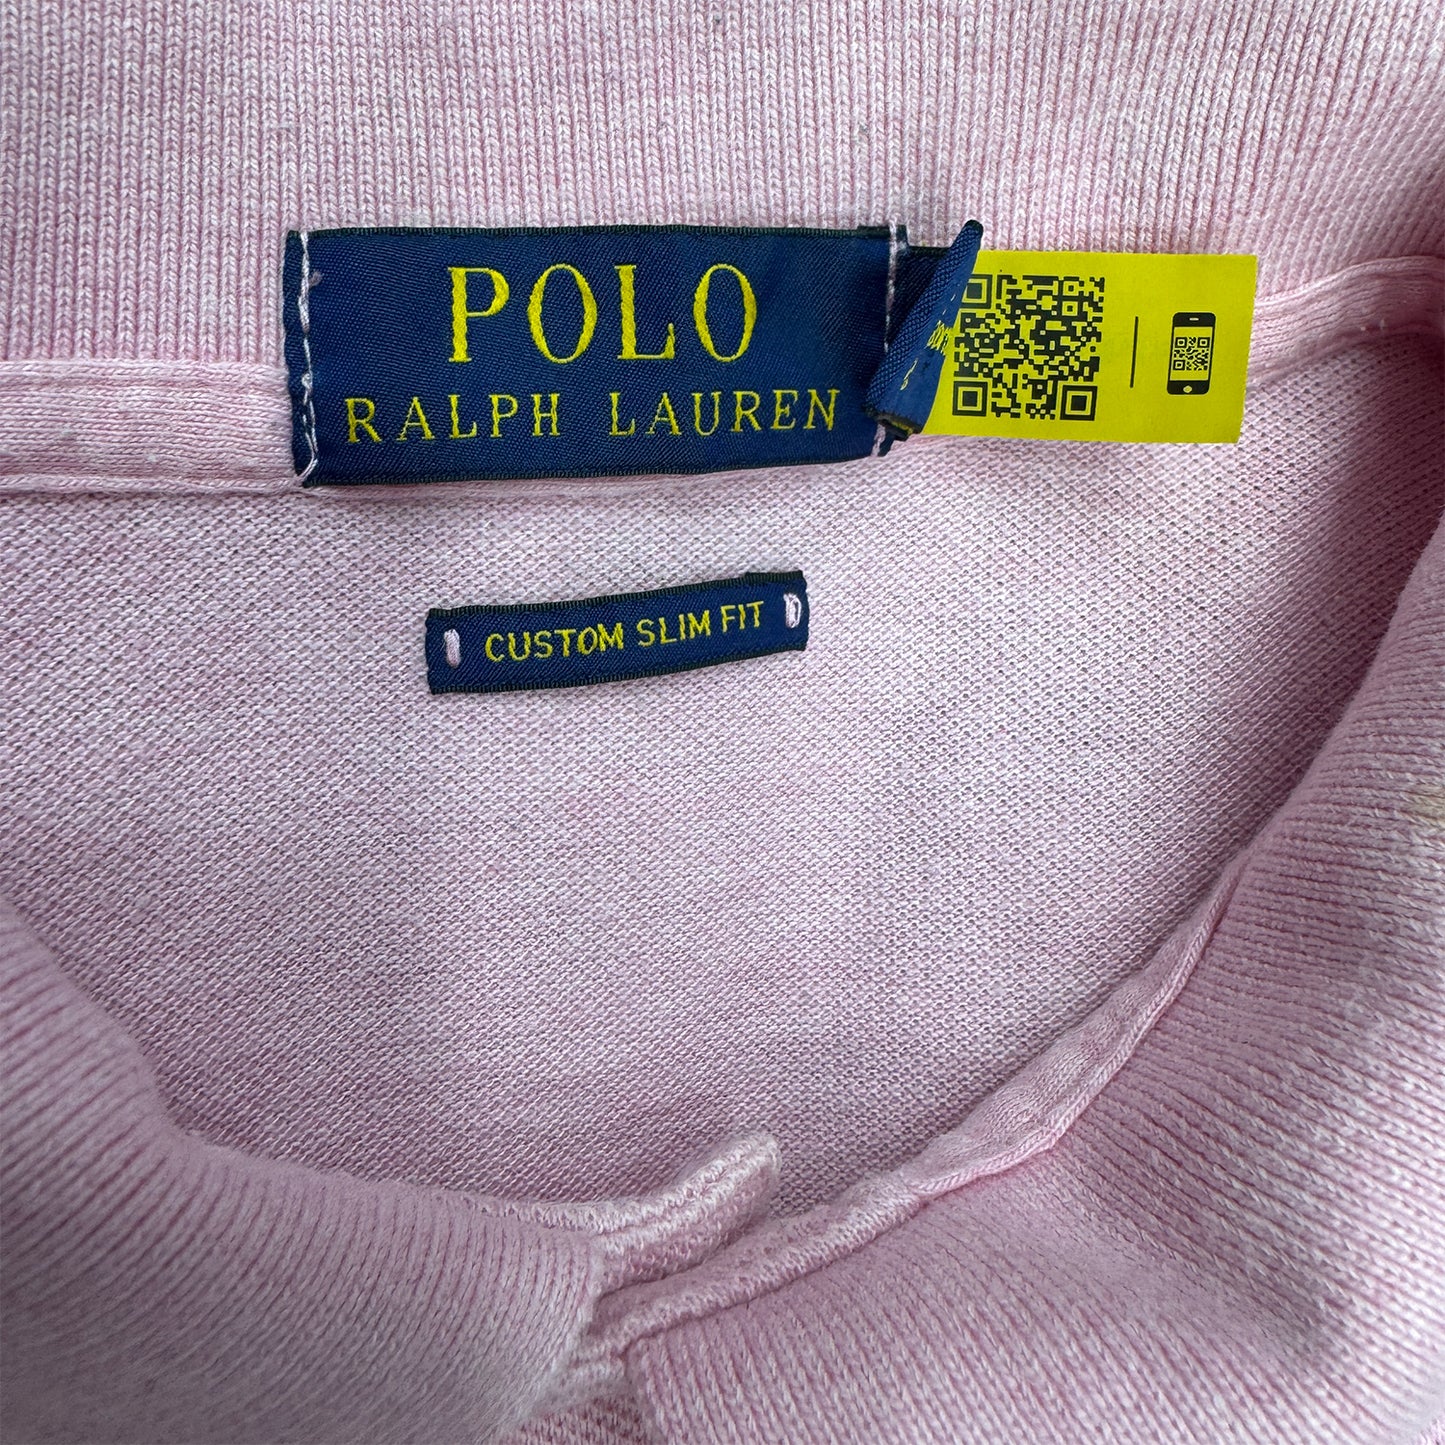 POLO
RALPH LAUREN
CUSTOM SLIM FIT